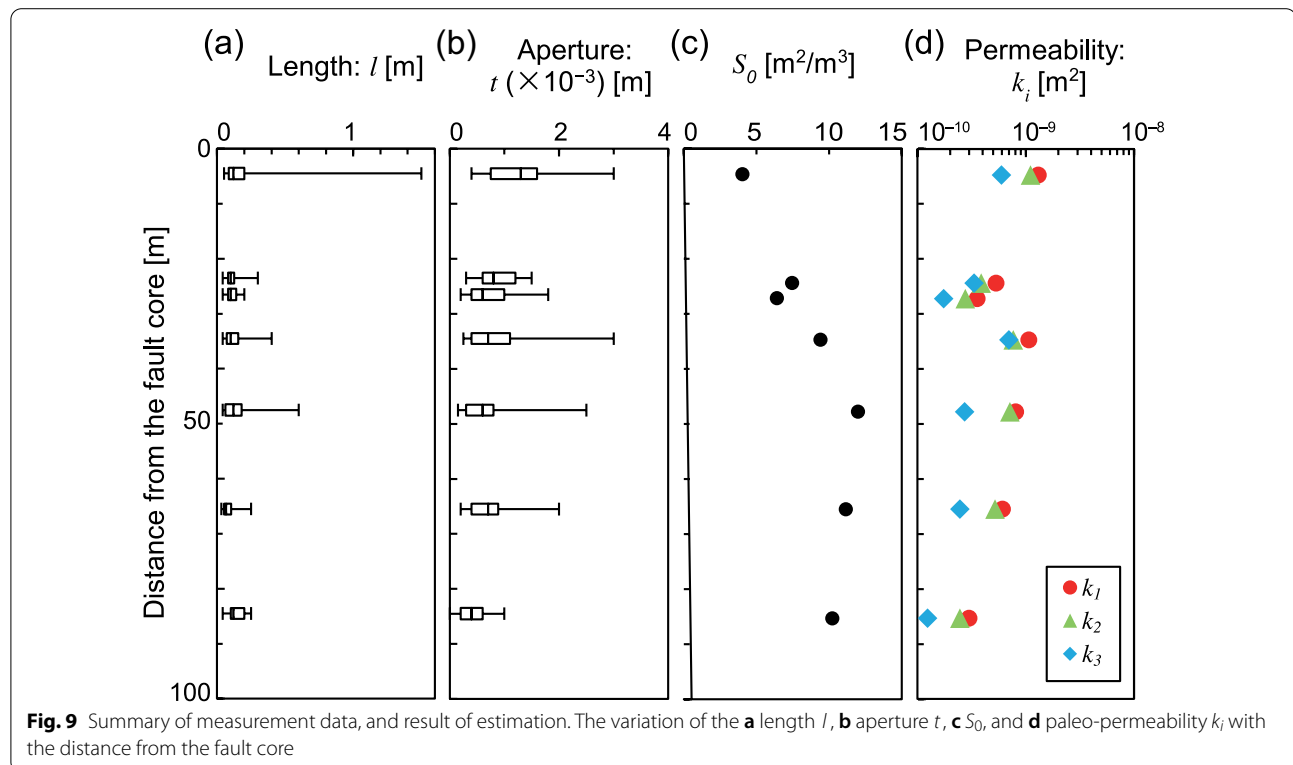 (a) (b) (c) (d)
Length: l [m]
Aperture:
t (×10⁻³) [m]
S₀ [m²/m³]
Permeability:
kᵢ [m²]
0 1 0 2 4 0 5 10 15 10⁻¹⁰ 10⁻⁹ 10⁻⁸
0
50
100
Distance from the fault core [m]
k₁
k₂
k₃
Fig. 9 Summary of measurement data, and result of estimation. The variation of the a length l, b aperture t, c S₀, and d paleo-permeability kᵢ with
the distance from the fault core